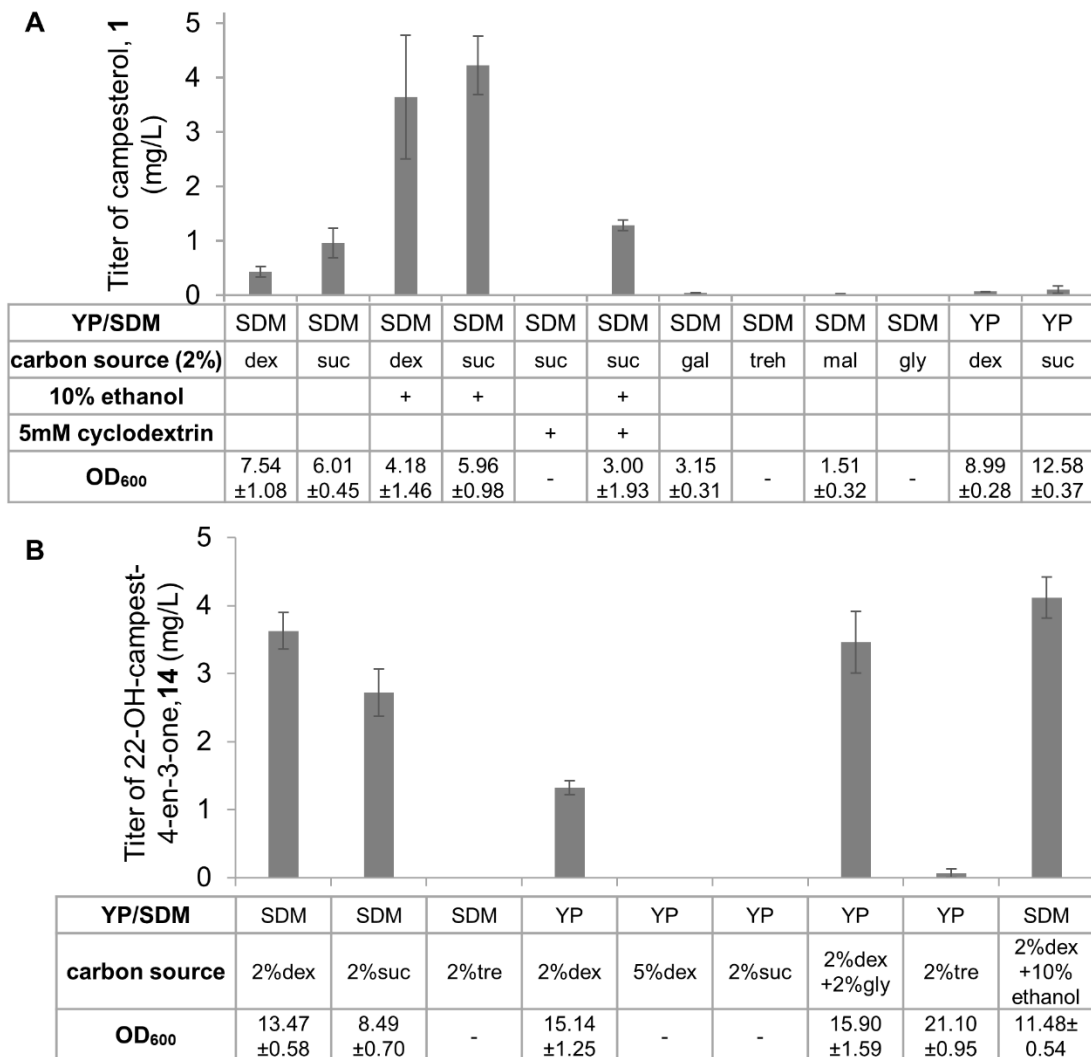 A
Titer of campesterol, 1
(mg/L)
5
4
3
2
1
0
YP/SDM SDM SDM SDM SDM SDM SDM SDM SDM SDM SDM YP YP
carbon source (2%) dex suc dex suc suc suc gal treh mal gly dex suc
10% ethanol + + +
5mM cyclodextrin + +
OD600 7.54 ±1.08 6.01 ±0.45 4.18 ±1.46 5.96 ±0.98 - 3.00 ±1.93 3.15 ±0.31 - 1.51 ±0.32 - 8.99 ±0.28 12.58 ±0.37
B
Titer of 22-OH-campest-
4-en-3-one,14 (mg/L)
5
4
3
2
1
0
YP/SDM SDM SDM SDM YP YP YP YP YP SDM
carbon source 2%dex 2%suc 2%tre 2%dex 5%dex 2%suc 2%dex +2%gly 2%tre 2%dex +10% ethanol
OD600 13.47 ±0.58 8.49 ±0.70 - 15.14 ±1.25 - - 15.90 ±1.59 21.10 ±0.95 11.48± 0.54